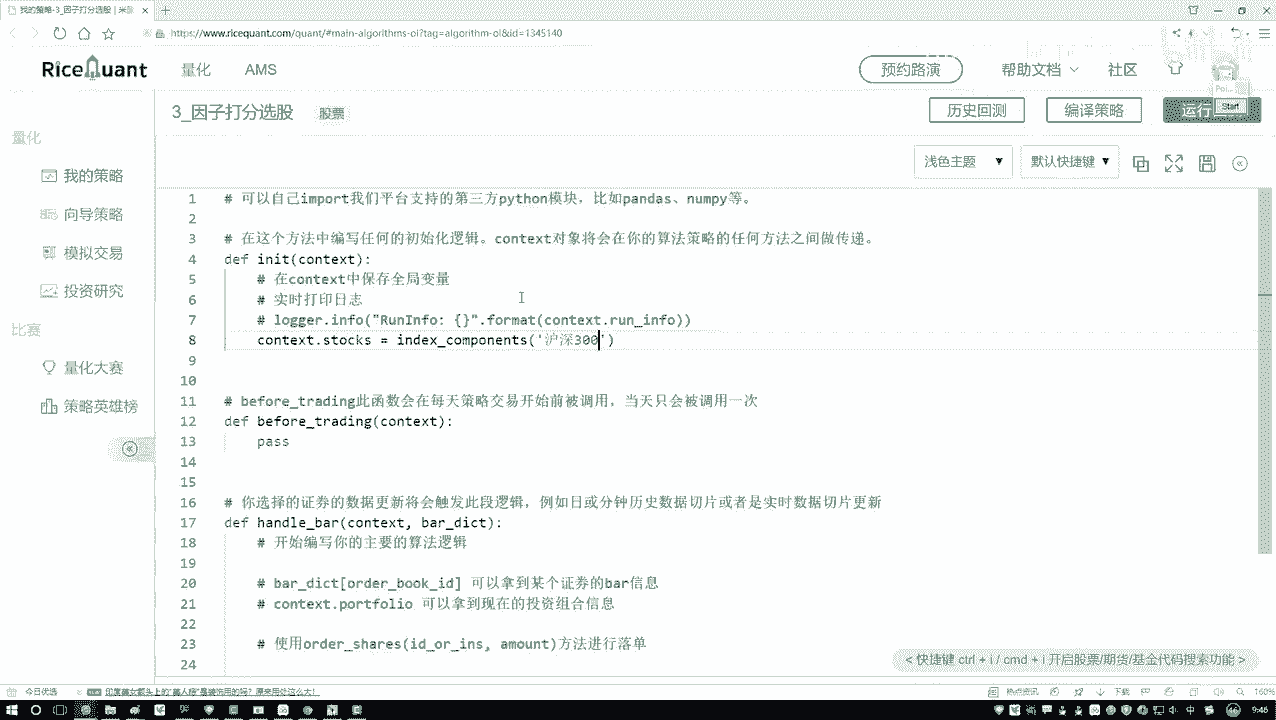 我的策略-3_因子打分选股 | 米
https://www.ricequant.com/quant/#main-algorithms-ol?tag=algorithm-ol&id=1345140
RiceQuant 量化 AMS 预约路演 帮助文档 社区
3_因子打分选股 股票 历史回测 编译策略 运行 Start
量化
浅色主题 默认快捷键
我的策略
向导策略
模拟交易
投资研究
比赛
量化大赛
策略英雄榜
1 # 可以自己import我们平台支持的第三方python模块，比如pandas、numpy等。
2
3 # 在这个方法中编写任何的初始化逻辑。context对象将会在你的算法策略的任何方法之间做传递。
4 def init(context):
5 # 在context中保存全局变量
6 # 实时打印日志
7 # logger.info("RunInfo: {}".format(context.run_info))
8 context.stocks = index_components('沪深300')
9
10
11 # before_trading此函数会在每天策略交易开始前被调用，当天只会被调用一次
12 def before_trading(context):
13 pass
14
15
16 # 你选择的证券的数据更新将会触发此段逻辑，例如日或分钟历史数据切片或者是实时数据切片更新
17 def handle_bar(context, bar_dict):
18 # 开始编写你的主要的算法逻辑
19
20 # bar_dict[order_book_id] 可以拿到某个证券的bar信息
21 # context.portfolio 可以拿到现在的投资组合信息
22
23 # 使用order_shares(id_or_ins, amount)方法进行落单
24
< 快捷键 ctrl + i / cmd + i 开启股票/期货/基金代码搜索功能 >
今日优选 热点资讯 下载 160%
中 9:46